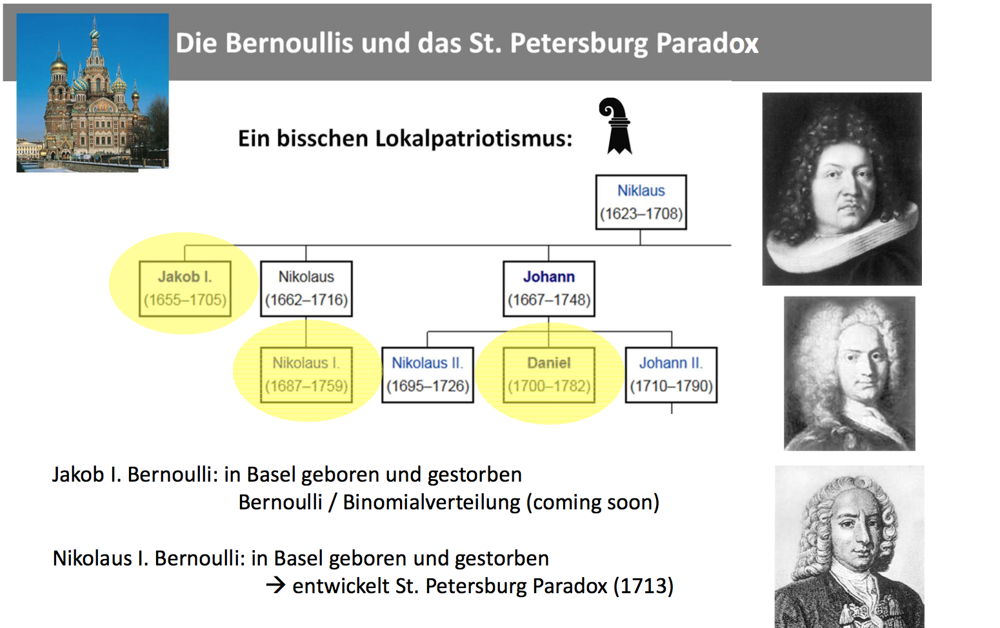 Die Bernoullis und das St. Petersburg Paradox
Ein bisschen Lokalpatriotismus:
Niklaus
(1623–1708)
Jakob I.
(1655–1705)
Nikolaus
(1662–1716)
Johann
(1667–1748)
Nikolaus I.
(1687–1759)
Nikolaus II.
(1695–1726)
Daniel
(1700–1782)
Johann II.
(1710–1790)
Jakob I. Bernoulli: in Basel geboren und gestorben
Bernoulli / Binomialverteilung (coming soon)
Nikolaus I. Bernoulli: in Basel geboren und gestorben
→ entwickelt St. Petersburg Paradox (1713)